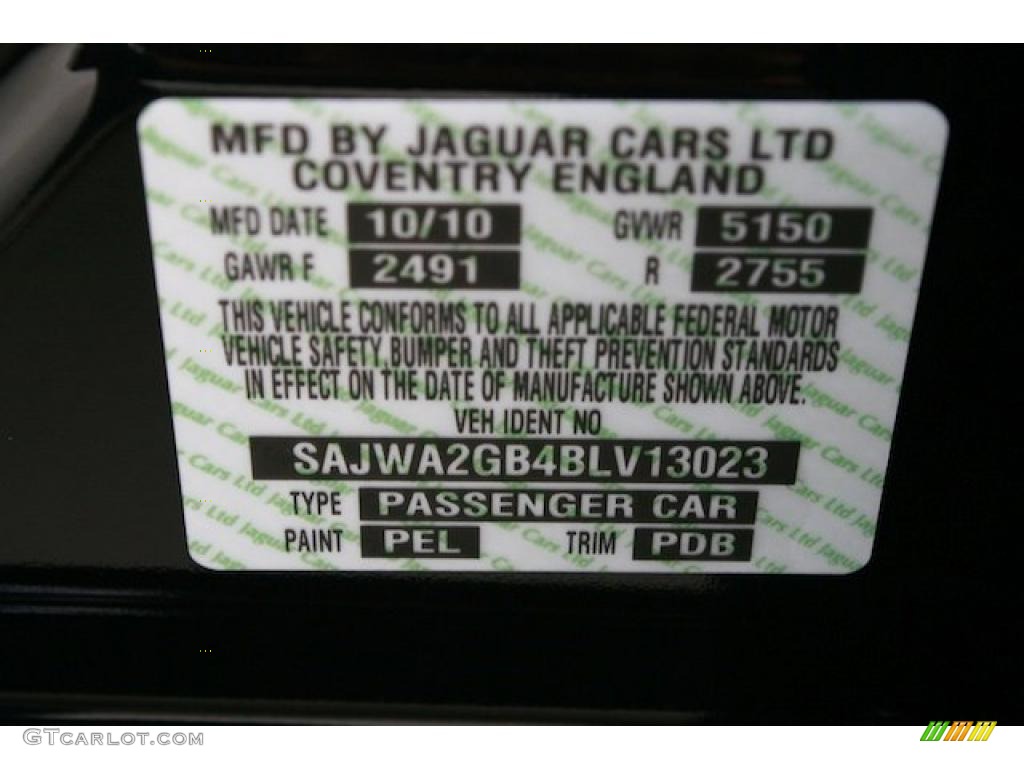 MFD BY JAGUAR CARS LTD
COVENTRY ENGLAND
MFD DATE 10/10 GVWR 5150
GAWR F 2491 R 2755
THIS VEHICLE CONFORMS TO ALL APPLICABLE FEDERAL MOTOR
VEHICLE SAFETY, BUMPER AND THEFT PREVENTION STANDARDS
IN EFFECT ON THE DATE OF MANUFACTURE SHOWN ABOVE.
VEH IDENT NO
SAJWA2GB4BLV13023
TYPE PASSENGER CAR
PAINT PEL TRIM PDB
GTCARLOT.COM